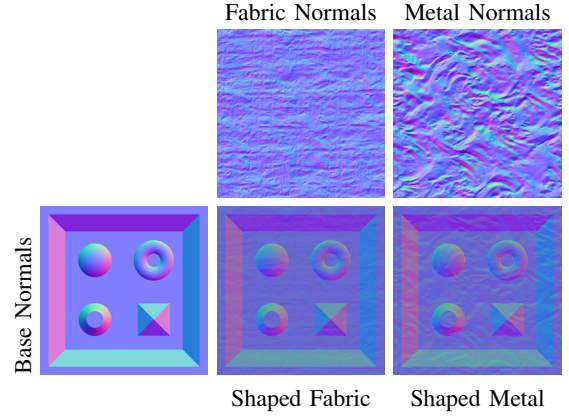 Fabric Normals
Metal Normals
Base Normals
Shaped Fabric
Shaped Metal